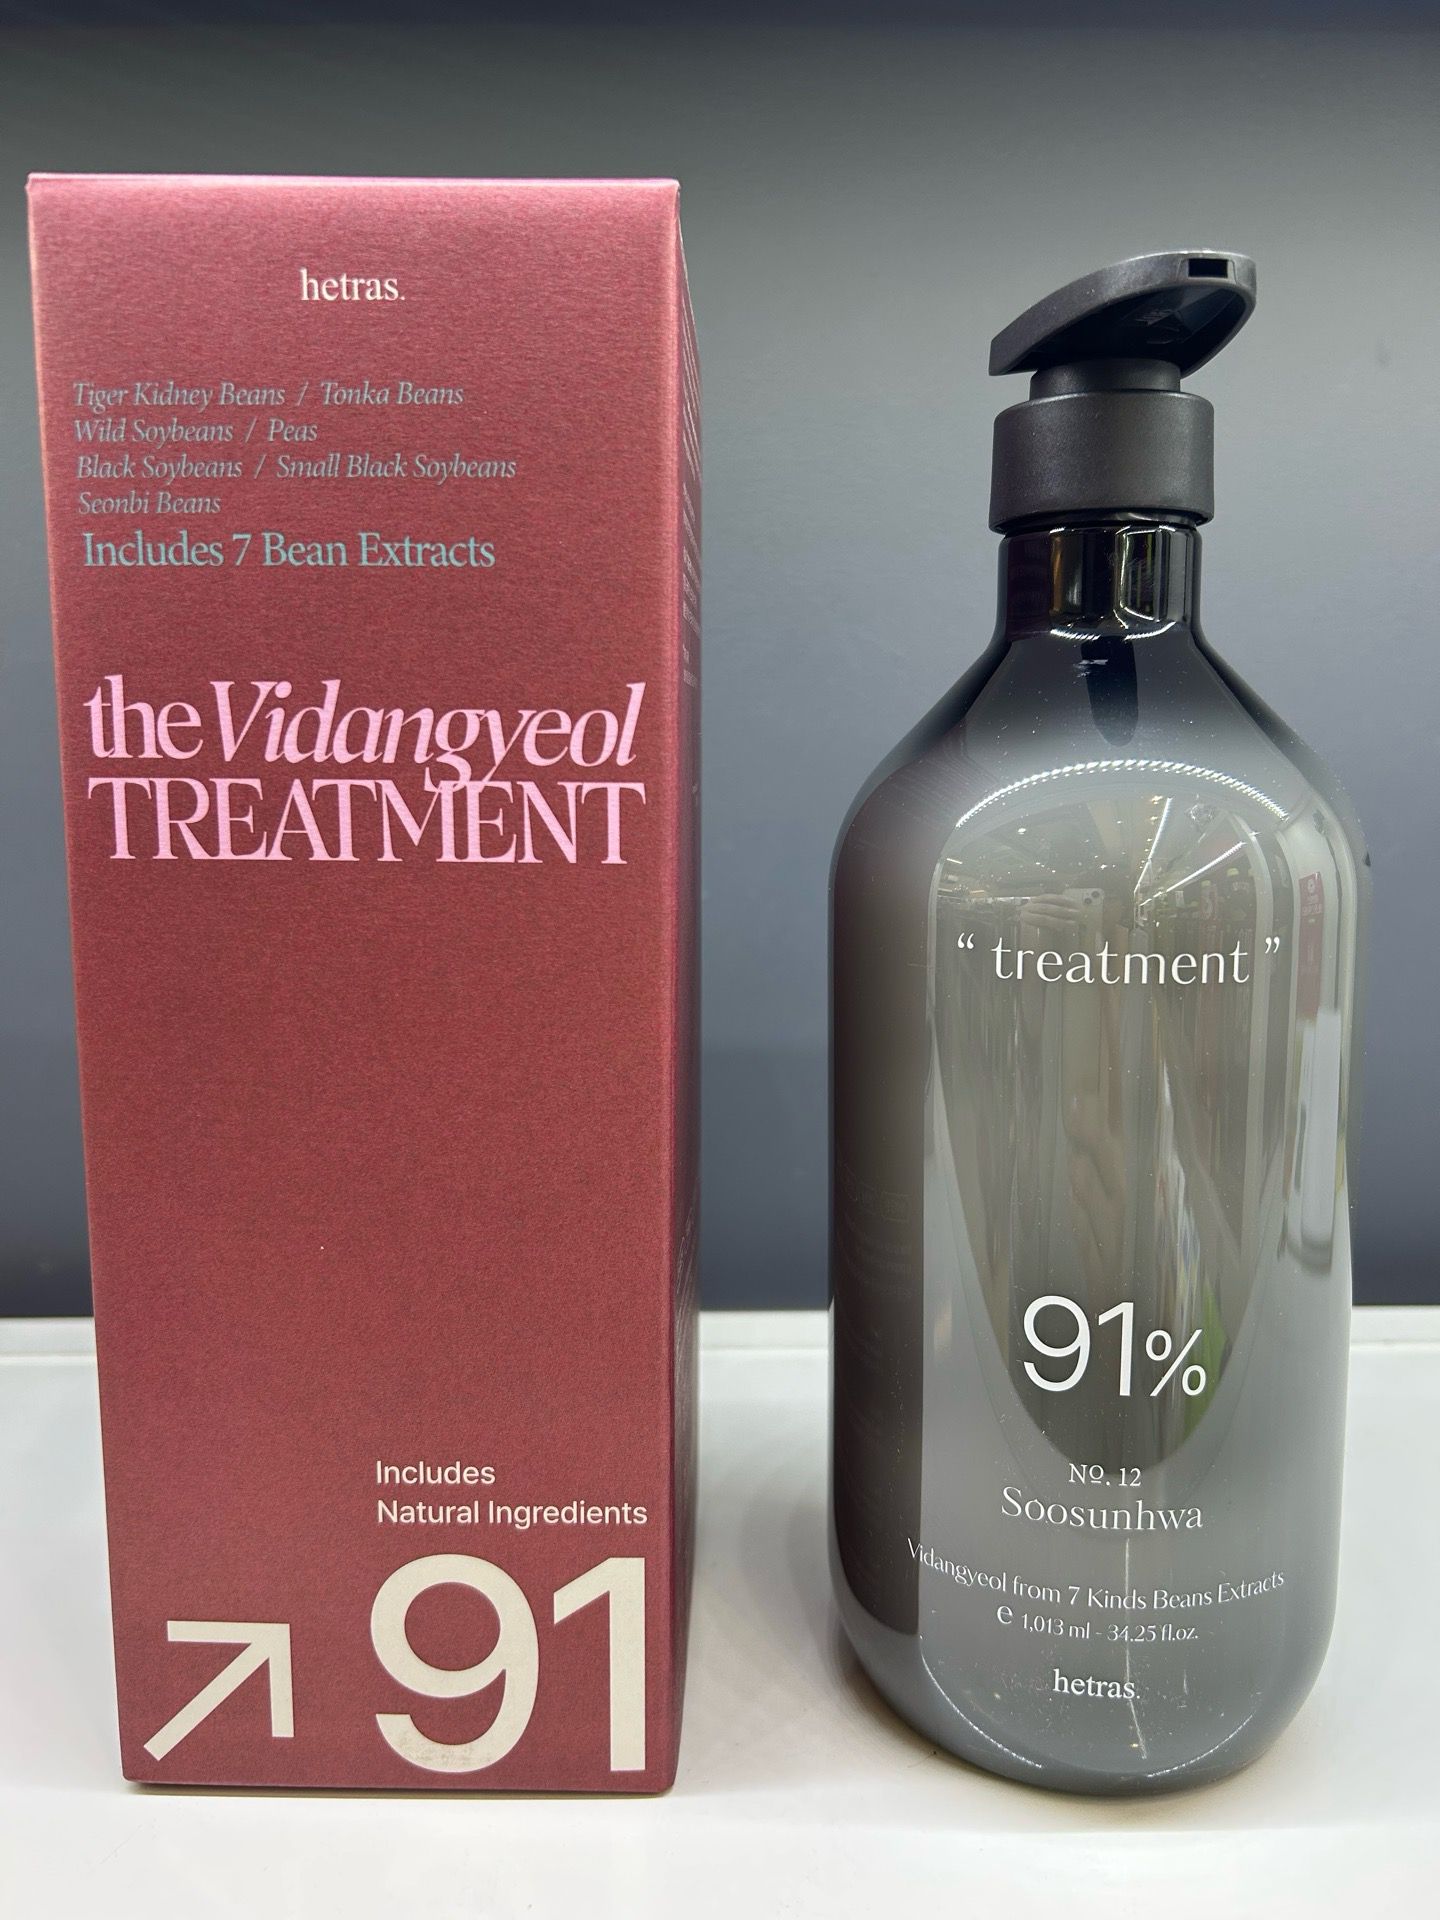 hetras.
Tiger Kidney Beans / Tonka Beans
Wild Soybeans / Peas
Black Soybeans / Small Black Soybeans
Seonbi Beans
Includes 7 Bean Extracts
the Vidangyeol
TREATMENT
Includes
Natural Ingredients
91
“ treatment ”
91%
Nº. 12
Soosunhwa
Vidangyeol from 7 Kinds Beans Extracts
e 1,013 ml - 34.25 fl.oz.
hetras.